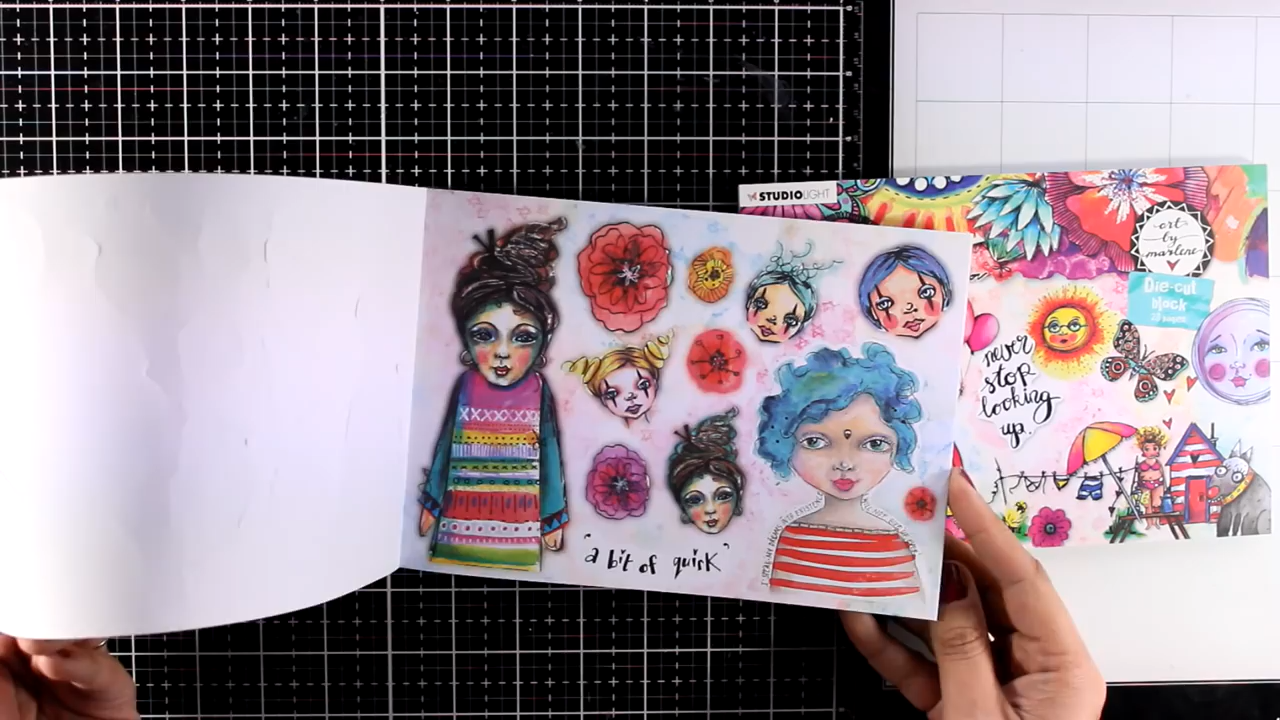 STUDIOLIGHT
art
by
marlene
Die-cut
block
never
stop
looking
up.
"a bit of quirk"